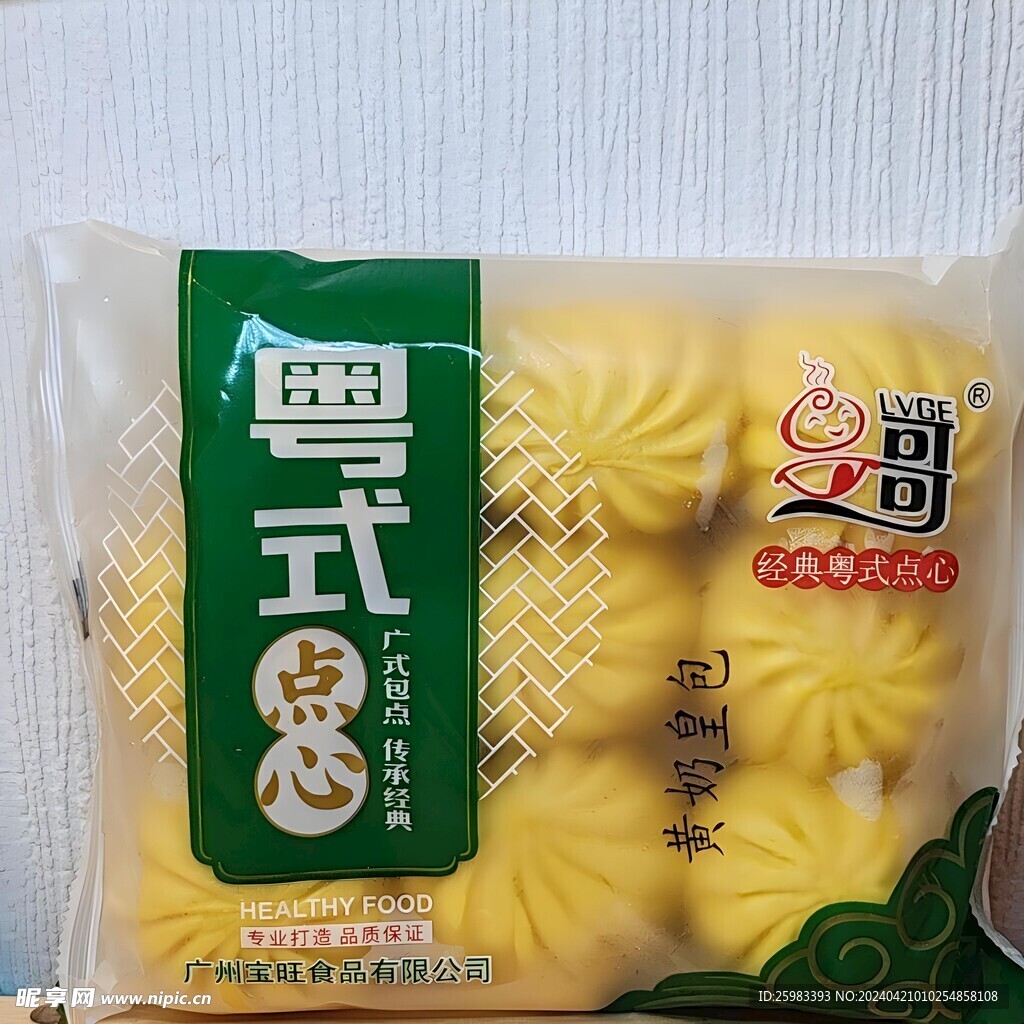 粤式
点心
广式包点 传承经典
LVGE
哥
®
经典粤式点心
黄奶皇包
HEALTHY FOOD
专业打造 品质保证
广州宝旺食品有限公司
昵享网 www.nipic.cn
ID:25983393 NO:20240421010254858108